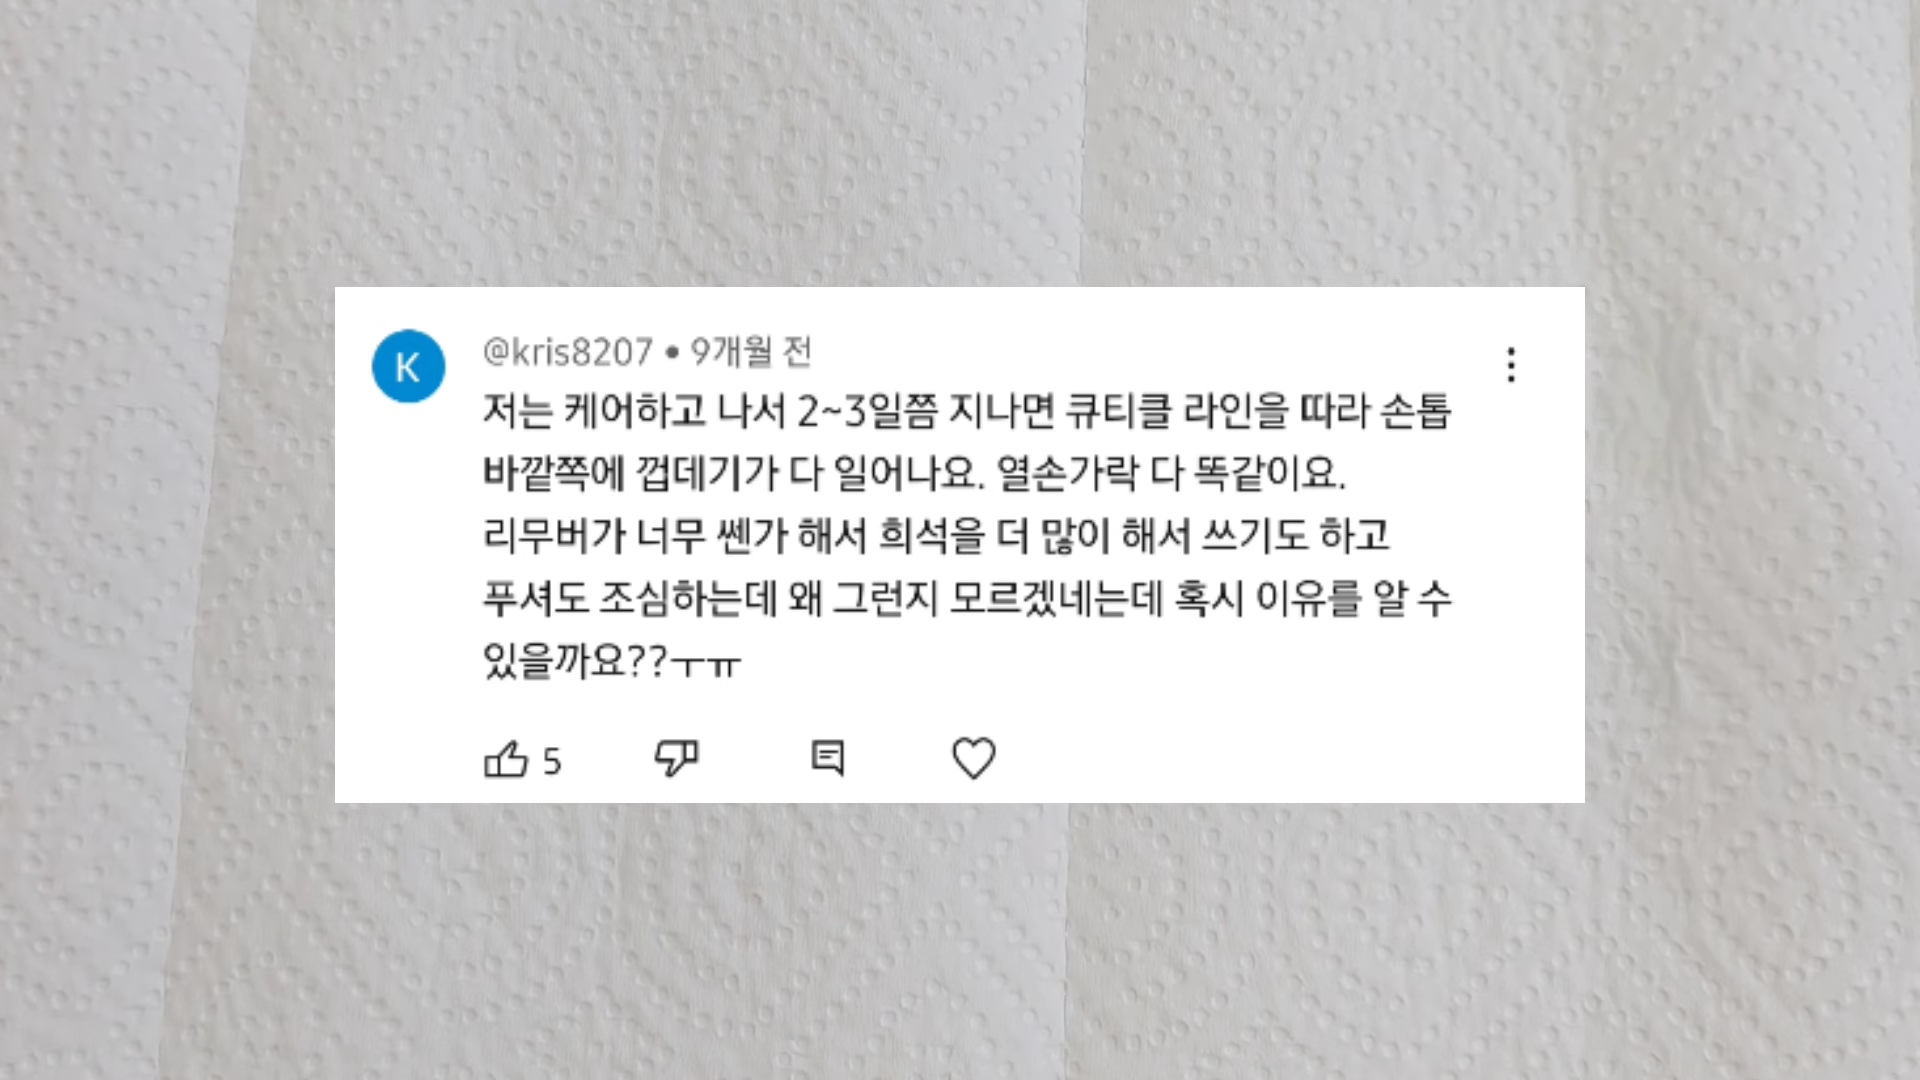 K
@kris8207 • 9개월 전
저는 케어하고 나서 2~3일쯤 지나면 큐티클 라인을 따라 손톱
바깥쪽에 껍데기가 다 일어나요. 열손가락 다 똑같이요.
리무버가 너무 쎈가 해서 희석을 더 많이 해서 쓰기도 하고
푸셔도 조심하는데 왜 그런지 모르겠네는데 혹시 이유를 알 수
있을까요??ㅜㅠ
5